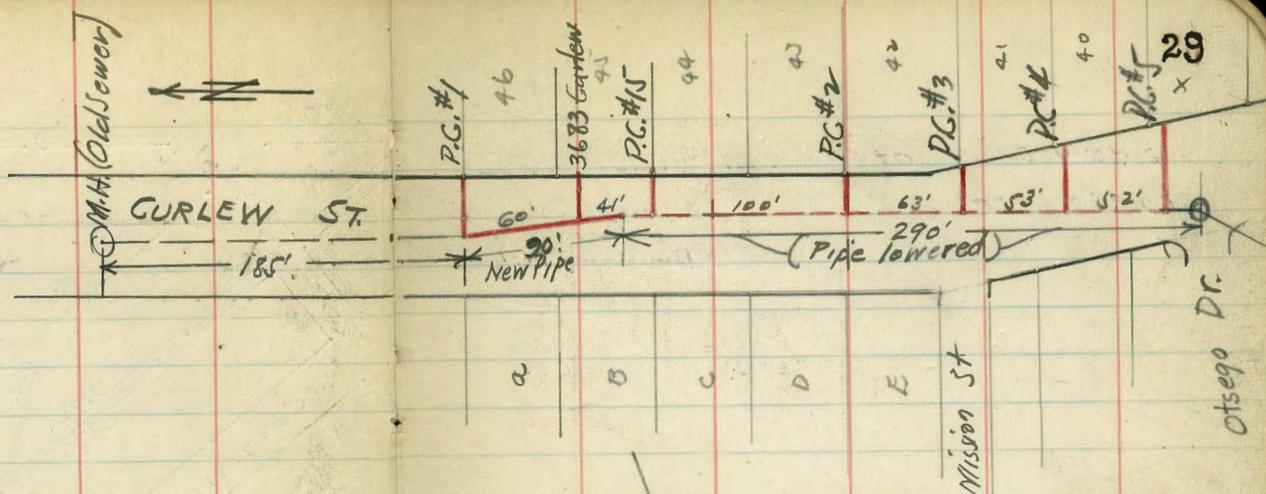 29
M.H. (Old Sewer)
N
P.C.#1
46
3683 Curlew
45
P.C.#15
44
43
P.C.#2
42
P.C.#3
41
P.C.#4
40
P.C.#5
x
CURLEW ST.
60'
41'
100'
63'
53'
52'
185'
90'
New Pipe
290'
(Pipe lowered)
a
B
C
D
E
Mission St
Otsego Dr.